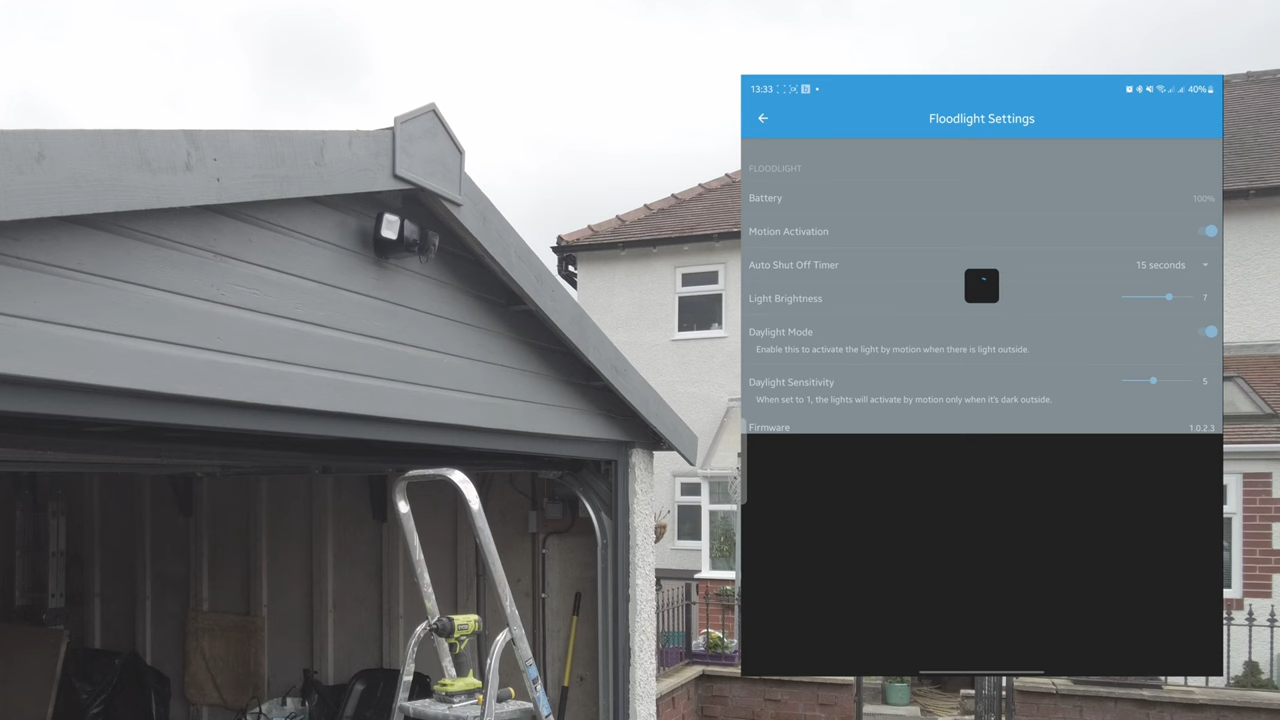 13:33
40%
Floodlight Settings
FLOODLIGHT
Battery 100%
Motion Activation
Auto Shut Off Timer 15 seconds
Light Brightness 7
Daylight Mode
Enable this to activate the light by motion when there is light outside.
Daylight Sensitivity 5
When set to 1, the lights will activate by motion only when it's dark outside.
Firmware 1.0.2.3
RYOBI